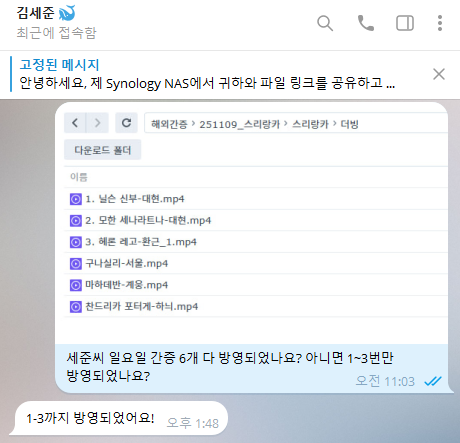 김세준 🐳
최근에 접속함
고정된 메시지
안녕하세요, 제 Synology NAS에서 귀하와 파일 링크를 공유하고 ...
해외간증 › 251109_스리랑카 › 스리랑카 › 더빙
다운로드 폴더
이름
1. 닐슨 신부-대현.mp4
2. 모한 세나라트나-대현.mp4
3. 헤론 레고-환근_1.mp4
구나실리-서울.mp4
마하데반-계웅.mp4
찬드리카 포터게-하늬.mp4
세준씨 일요일 간증 6개 다 방영되었나요? 아니면 1~3번만
방영되었나요?
오전 11:03
1-3까지 방영되었어요! 오후 1:48